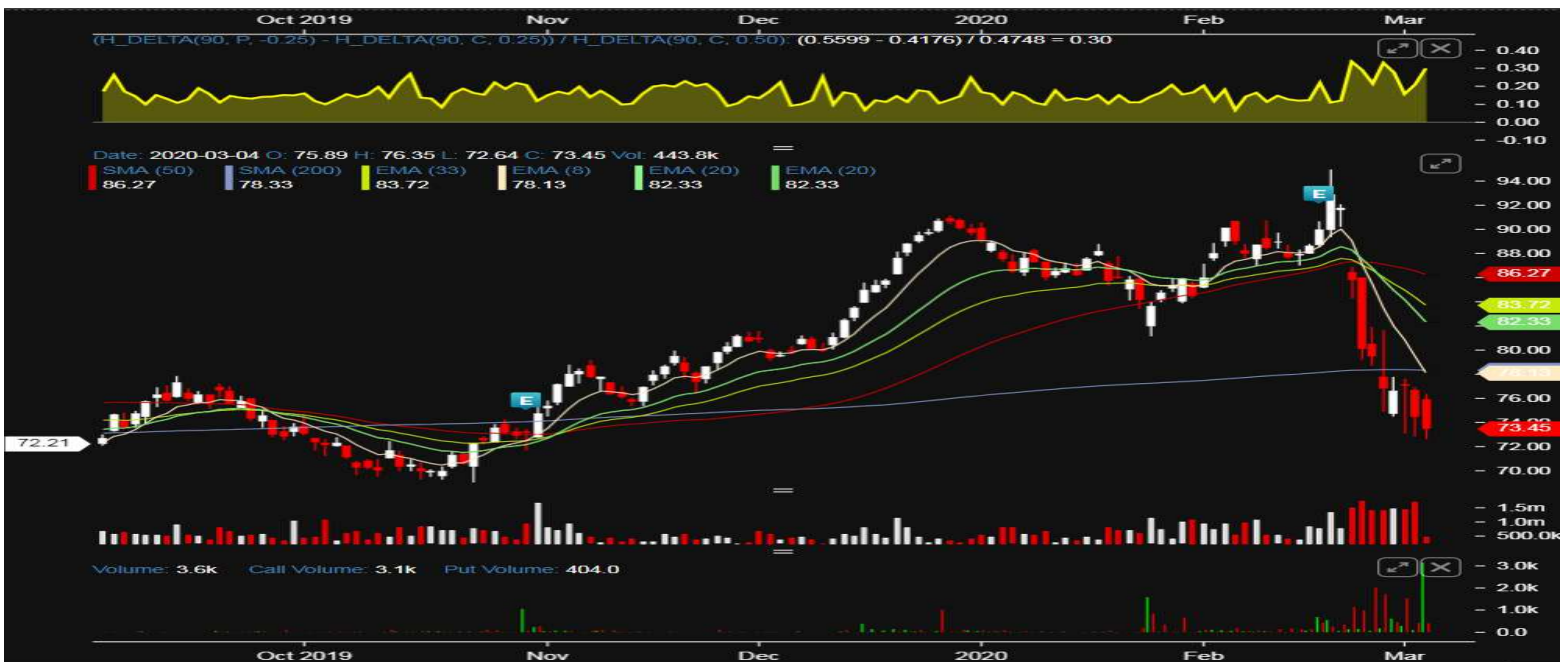 Oct 2019 Nov Dec 2020 Feb Mar
(H_DELTA(90, P, -0.25) - H_DELTA(90, C, 0.25)) / H_DELTA(90, C, 0.50): (0.5599 - 0.4176) / 0.4748 = 0.30
0.40
0.30
0.20
0.10
0.00
-0.10
Date: 2020-03-04 O: 75.89 H: 76.35 L: 72.64 C: 73.45 Vol: 443.8k
SMA (50) SMA (200) EMA (33) EMA (8) EMA (20) EMA (20)
86.27 78.33 83.72 78.13 82.33 82.33
94.00
E
92.00
90.00
88.00
86.27
83.72
82.33
80.00
78.13
76.00
E
74.00
73.45
72.21
72.00
70.00
1.5m
1.0m
500.0k
Volume: 3.6k Call Volume: 3.1k Put Volume: 404.0
3.0k
2.0k
1.0k
0.0
Oct 2019 Nov Dec 2020 Feb Mar